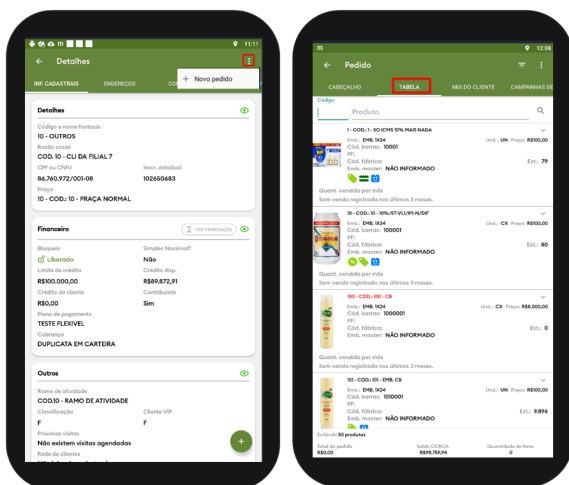 11:11
Detalhes
+ Novo pedido
INF. CADASTRAIS ENDEREÇOS
Detalhes
Código e nome fantasia
10 - OUTROS
Razão social
COD. 10 - CLI DA FILIAL 7
CPF ou CNPJ Inscr. estadual
86.760.972/001-08 102650683
Praça
10 - COD.: 10 - PRAÇA NORMAL
Financeiro VER TRIBUTAÇÃO
Bloqueio Simples Nacional?
Liberado Não
Limite de crédito Crédito disp.
R$100.000,00 R$89.872,91
Crédito do cliente Contribuinte
R$0,00 Sim
Plano de pagamento
TESTE FLEXIVEL
Cobrança
DUPLICATA EM CARTEIRA
Outros
Ramo de atividade
COD.10 - RAMO DE ATIVIDADE
Classificação Cliente VIP
F F
Próximas visitas
Não existem visitas agendadas
Rede de clientes
12:08
Pedido
CABEÇALHO TABELA MIX DO CLIENTE CAMPANHAS DE
Código
Produto
1 - COD.: 1 - SO ICMS 10% MAIS NADA
Emb.: EMB. 1X24 Und.: UN Preço: R$100,00
Cód. barras: 10001
PF:
Cód. fábrica: Est.: 79
Emb. master: NÃO INFORMADO
Quant. vendida por mês
Sem venda registrada nos últimos 3 meses.
10 - COD.: 10 - 10%/ST-VLI/IPI-N/DIF
Emb.: EMB. 1X24 Und.: CX Preço: R$100,00
Cód. barras: 100001
PF:
Cód. fábrica: Est.: 80
Emb. master: NÃO INFORMADO
Quant. vendida por mês
Sem venda registrada nos últimos 3 meses.
100 - COD.: 100 - CB
Emb.: EMB. 1X24 Und.: CX Preço: R$8.000,00
Cód. barras: 1000001
PF:
Cód. fábrica: Est.: 0
Emb. master: NÃO INFORMADO
Quant. vendida por mês
Sem venda registrada nos últimos 3 meses.
101 - COD.: 101 - EMB. CB
Emb.: EMB. 1X24 Und.: UN Preço: R$100,00
Cód. barras: 1010001
PF:
Cód. fábrica: Est.: 9.896
Emb. master: NÃO INFORMADO
Exibindo 50 produtos
Total do pedido Saldo CCRCA Quantidade de itens
R$0,00 R$98.759,94 0